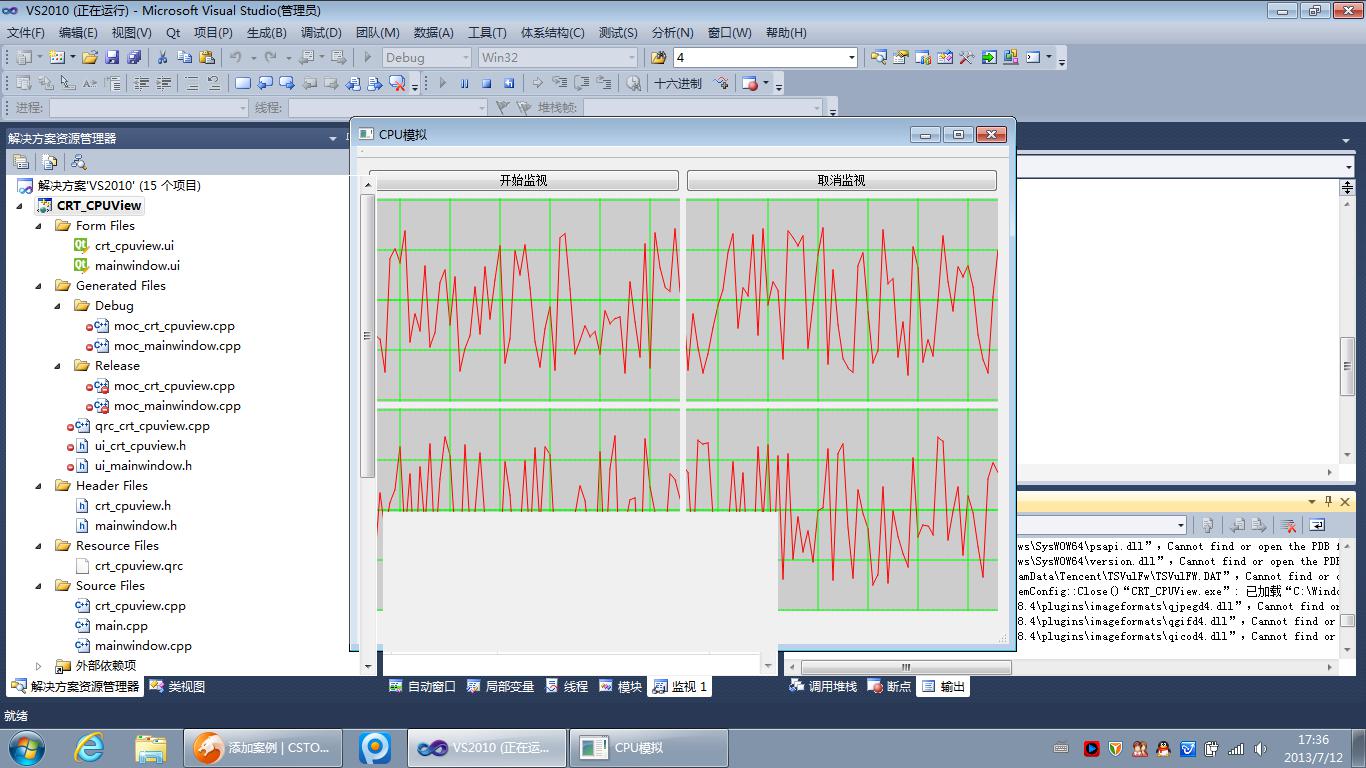 VS2010 (正在运行) - Microsoft Visual Studio(管理员)
文件(F) 编辑(E) 视图(V) Qt 项目(P) 生成(B) 调试(D) 团队(M) 数据(A) 工具(T) 体系结构(C) 测试(S) 分析(N) 窗口(W) 帮助(H)
Debug Win32 4
十六进制
进程: 线程: 堆栈帧:
解决方案资源管理器
CPU模拟
开始监视 取消监视
解决方案'VS2010' (15 个项目)
CRT_CPUView
Form Files
crt_cpuview.ui
mainwindow.ui
Generated Files
Debug
moc_crt_cpuview.cpp
moc_mainwindow.cpp
Release
moc_crt_cpuview.cpp
moc_mainwindow.cpp
qrc_crt_cpuview.cpp
ui_crt_cpuview.h
ui_mainwindow.h
Header Files
crt_cpuview.h
mainwindow.h
Resource Files
crt_cpuview.qrc
Source Files
crt_cpuview.cpp
main.cpp
mainwindow.cpp
外部依赖项
ws\SysWOW64\psapi.dll”, Cannot find or open the PDB f
ws\SysWOW64\version.dll”, Cannot find or open the PDB
amData\Tencent\TSVulFw\TSVulFW.DAT”, Cannot find or o
emConfig::Close()“CRT_CPUView.exe”: 已加载“C:\Windo
8.4\plugins\imageformats\qjpegd4.dll”, Cannot find or
8.4\plugins\imageformats\qgifd4.dll”, Cannot find or
8.4\plugins\imageformats\qicod4.dll”, Cannot find or
解决方案资源管理器 类视图 自动窗口 局部变量 线程 模块 监视 1 调用堆栈 断点 输出
就绪
添加案例 | CSTO... VS2010 (正在运... CPU模拟
17:36
2013/7/12